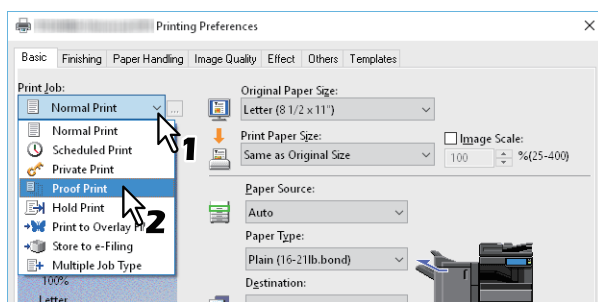 Printing Preferences
Basic Finishing Paper Handling Image Quality Effect Others Templates
Print Job:
Normal Print ...
Normal Print
Scheduled Print
Private Print
Proof Print
Hold Print
Print to Overlay
Store to e-Filing
Multiple Job Type
1
2
100%
Letter
Original Paper Size:
Letter (8 1/2 x 11")
Print Paper Size:
Same as Original Size
Image Scale:
100 %(25-400)
Paper Source:
Auto
Paper Type:
Plain (16-21lb.bond)
Destination: